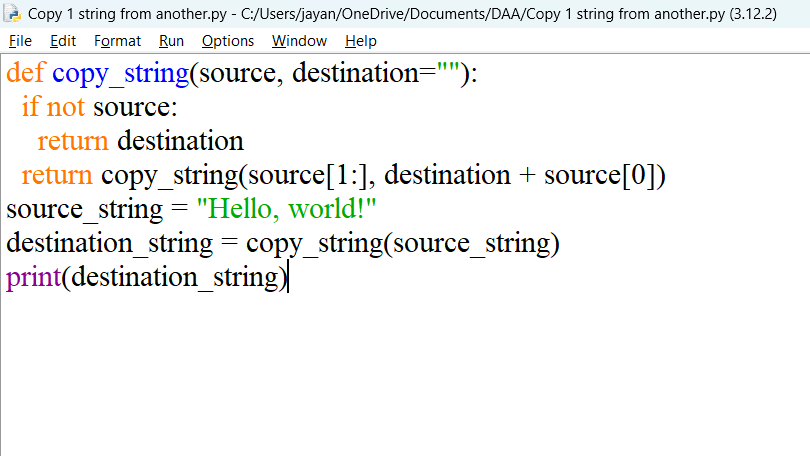 Copy 1 string from another.py - C:/Users/jayan/OneDrive/Documents/DAA/Copy 1 string from another.py (3.12.2)
File Edit Format Run Options Window Help
def copy_string(source, destination=""):
  if not source:
    return destination
  return copy_string(source[1:], destination + source[0])
source_string = "Hello, world!"
destination_string = copy_string(source_string)
print(destination_string)